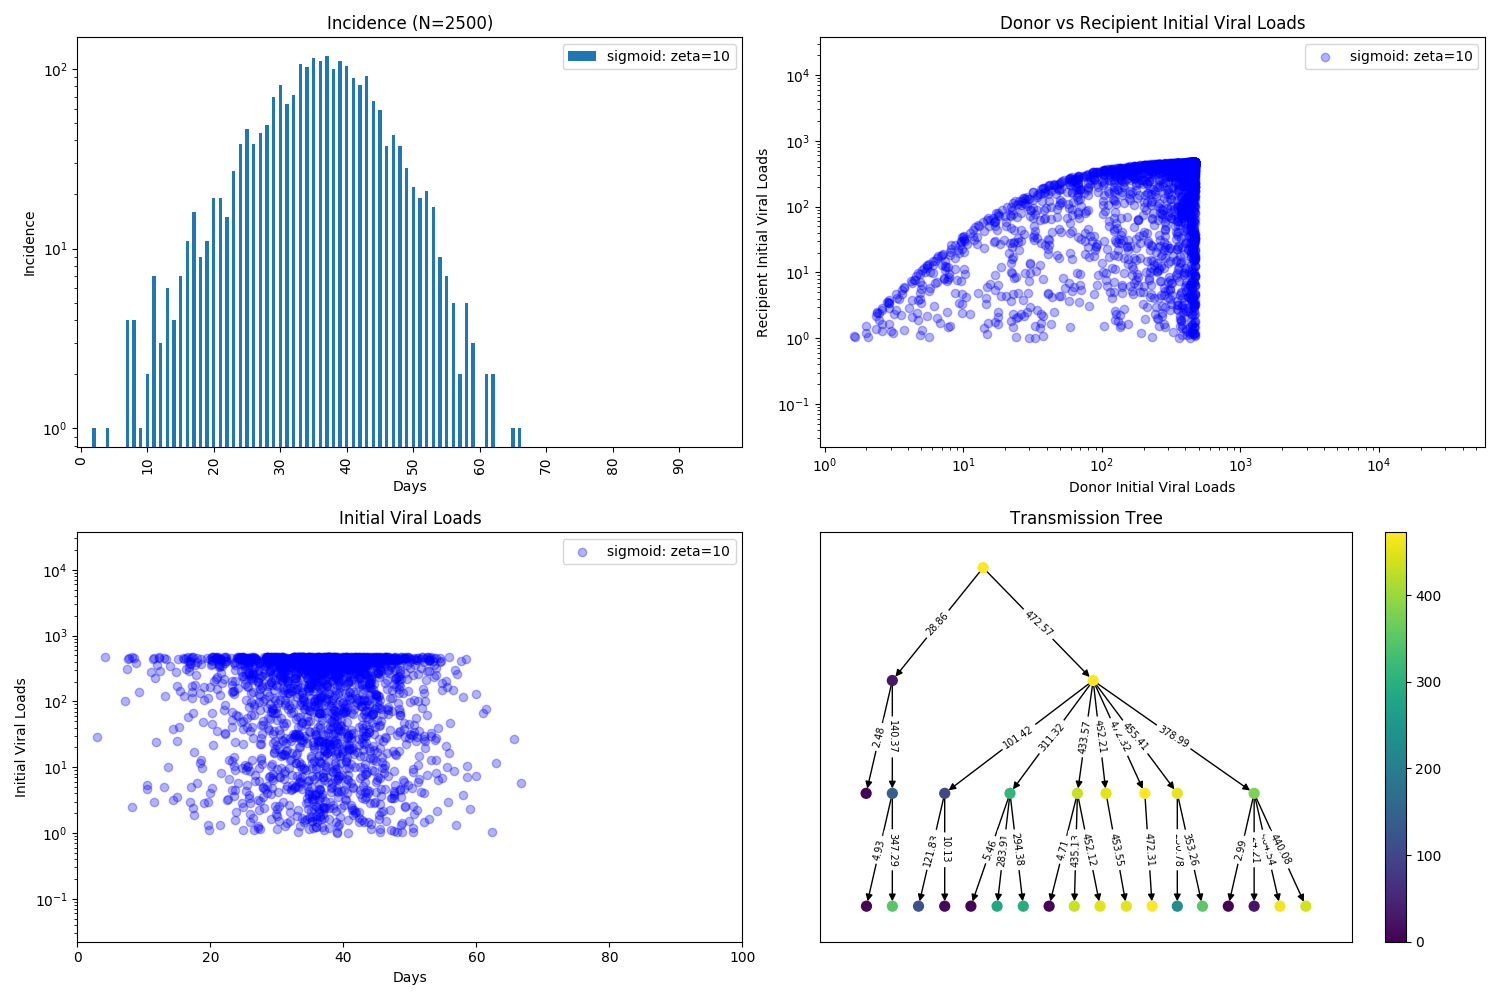 Incidence (N=2500)
sigmoid: zeta=10
10²
10¹
10⁰
Incidence
0 10 20 30 40 50 60 70 80 90
Days
Donor vs Recipient Initial Viral Loads
sigmoid: zeta=10
10⁴
10³
10²
10¹
10⁰
10⁻¹
Recipient Initial Viral Loads
10⁰ 10¹ 10² 10³ 10⁴
Donor Initial Viral Loads
Initial Viral Loads
sigmoid: zeta=10
10⁴
10³
10²
10¹
10⁰
10⁻¹
Initial Viral Loads
0 20 40 60 80 100
Days
Transmission Tree
28.86 472.57
2.48 140.37 101.42 311.32 433.57 452.21 455.41 378.99
4.93 347.29 121.83 10.13 5.46 283.91 294.38 4.71 435.13 452.12 453.55 472.31 353.26 2.99 440.08
400
300
200
100
0